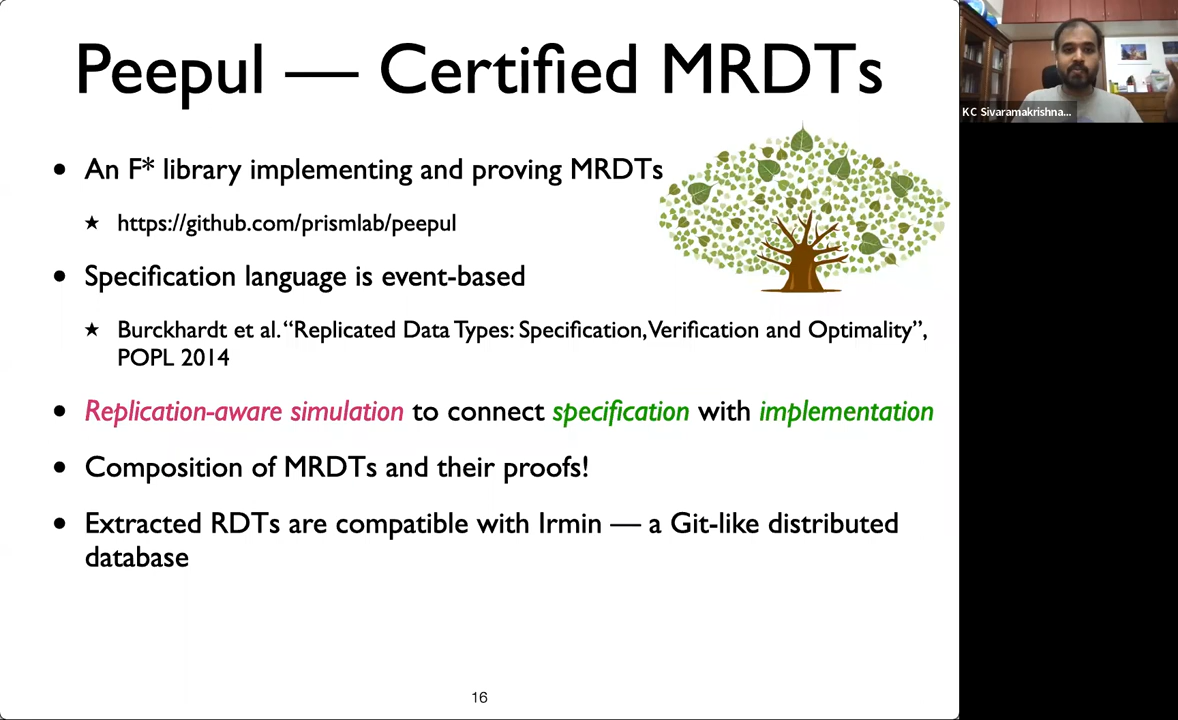 Peepul — Certified MRDTs
• An F* library implementing and proving MRDTs
★ https://github.com/prismlab/peepul
• Specification language is event-based
★ Burckhardt et al. “Replicated Data Types: Specification, Verification and Optimality”,
POPL 2014
• Replication-aware simulation to connect specification with implementation
• Composition of MRDTs and their proofs!
• Extracted RDTs are compatible with Irmin — a Git-like distributed
database
16
KC Sivaramakrishna...